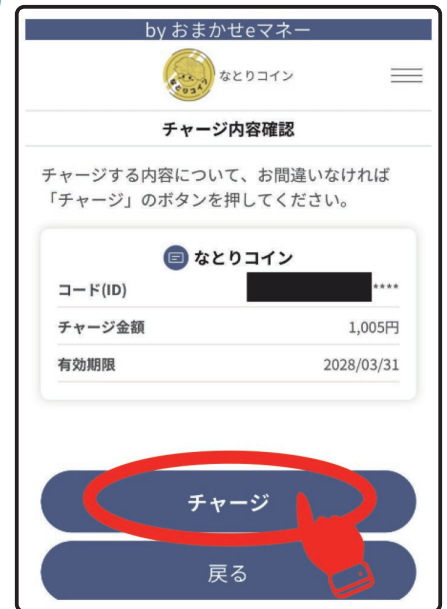 by おまかせeマネー
なとりコイン
チャージ内容確認
チャージする内容について、お間違いなければ
「チャージ」のボタンを押してください。
なとりコイン
コード(ID) ****
チャージ金額 1,005円
有効期限 2028/03/31
チャージ
戻る